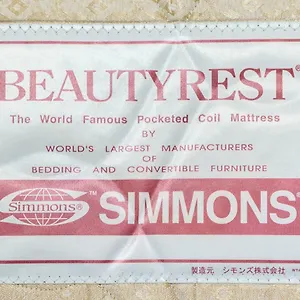 BEAUTYREST®
The World Famous Pocketed Coil Mattress
BY
WORLD'S LARGEST MANUFACTURERS
OF
BEDDING AND CONVERTIBLE FURNITURE
Simmons® ™ SIMMONS®
製造元 シモンズ株式会社